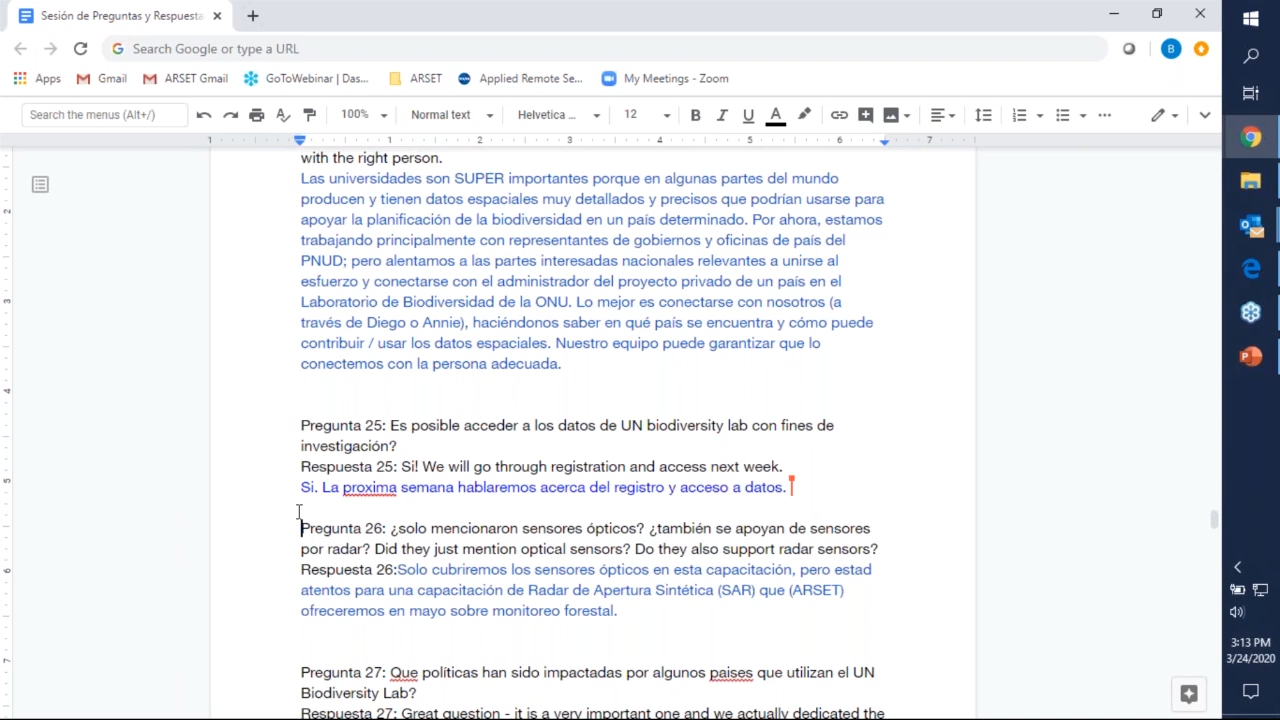 Sesión de Preguntas y Respuesta
Search Google or type a URL
B
Apps
Gmail
ARSET Gmail
GoToWebinar | Das...
ARSET
Applied Remote Se...
My Meetings - Zoom
Search the menus (Alt+/)
100%
Normal text
Helvetica ...
12
B I U A
1 1 2 3 4 5 6 7
with the right person.
Las universidades son SUPER importantes porque en algunas partes del mundo
producen y tienen datos espaciales muy detallados y precisos que podrían usarse para
apoyar la planificación de la biodiversidad en un país determinado. Por ahora, estamos
trabajando principalmente con representantes de gobiernos y oficinas de país del
PNUD; pero alentamos a las partes interesadas nacionales relevantes a unirse al
esfuerzo y conectarse con el administrador del proyecto privado de un país en el
Laboratorio de Biodiversidad de la ONU. Lo mejor es conectarse con nosotros (a
través de Diego o Annie), haciéndonos saber en qué país se encuentra y cómo puede
contribuir / usar los datos espaciales. Nuestro equipo puede garantizar que lo
conectemos con la persona adecuada.
Pregunta 25: Es posible acceder a los datos de UN biodiversity lab con fines de
investigación?
Respuesta 25: Si! We will go through registration and access next week.
Si. La proxima semana hablaremos acerca del registro y acceso a datos.
Pregunta 26: ¿solo mencionaron sensores ópticos? ¿también se apoyan de sensores
por radar? Did they just mention optical sensors? Do they also support radar sensors?
Respuesta 26:Solo cubriremos los sensores ópticos en esta capacitación, pero estad
atentos para una capacitación de Radar de Apertura Sintética (SAR) que (ARSET)
ofreceremos en mayo sobre monitoreo forestal.
Pregunta 27: Que políticas han sido impactadas por algunos paises que utilizan el UN
Biodiversity Lab?
Respuesta 27: Great question - it is a very important one and we actually dedicated the
2
3
4
5
6
7
3:13 PM
3/24/2020